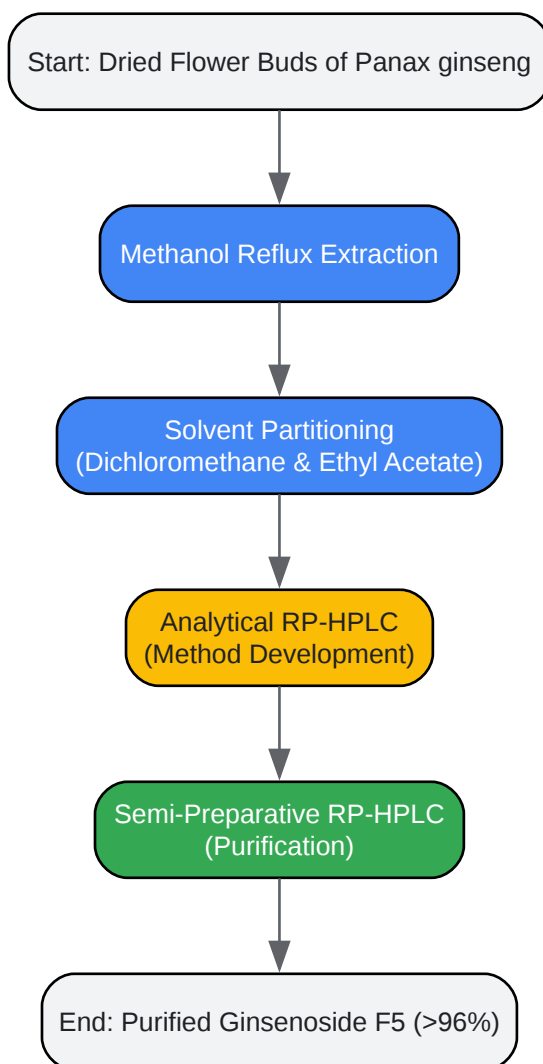 Start: Dried Flower Buds of Panax ginseng
Methanol Reflux Extraction
Solvent Partitioning
(Dichloromethane & Ethyl Acetate)
Analytical RP-HPLC
(Method Development)
Semi-Preparative RP-HPLC
(Purification)
End: Purified Ginsenoside F5 (>96%)